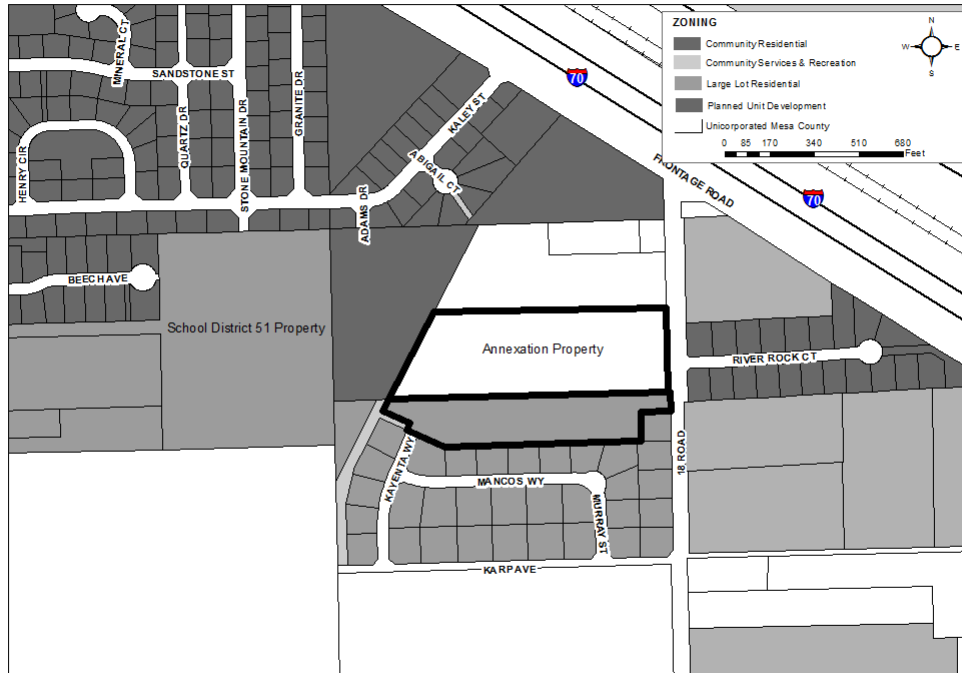 ZONING
N
W
E
S
Community Residential
Community Services & Recreation
Large Lot Residential
Planned Unit Development
Unicorporated Mesa County
0 85 170 340 510 680
Feet
MINERAL CT
SANDSTONE ST
QUARTZ DR
STONE MOUNTAIN DR
GRANITE DR
HENRY CIR
KALEY ST
ABIGAIL CT
ADAMS DR
70
FRONTAGE ROAD
70
BEECH AVE
School District 51 Property
Annexation Property
RIVER ROCK CT
18 ROAD
KAYENTA WY
MANCOS WY
MURRAY ST
KARP AVE